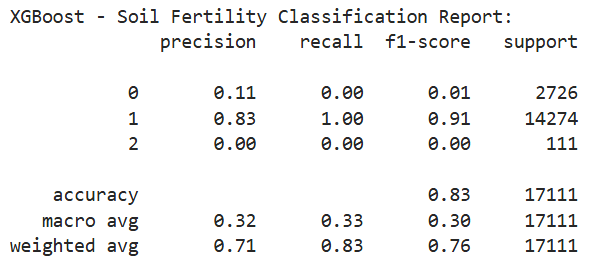 XGBoost - Soil Fertility Classification Report:
precision recall f1-score support
0 0.11 0.00 0.01 2726
1 0.83 1.00 0.91 14274
2 0.00 0.00 0.00 111
accuracy 0.83 17111
macro avg 0.32 0.33 0.30 17111
weighted avg 0.71 0.83 0.76 17111